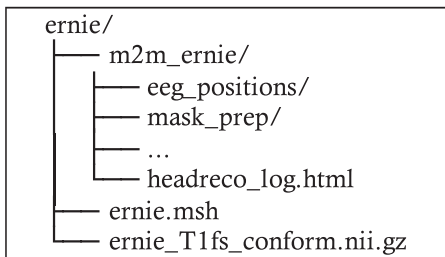 ernie/
m2m_ernie/
eeg_positions/
mask_prep/
...
headreco_log.html
ernie.msh
ernie_T1fs_conform.nii.gz